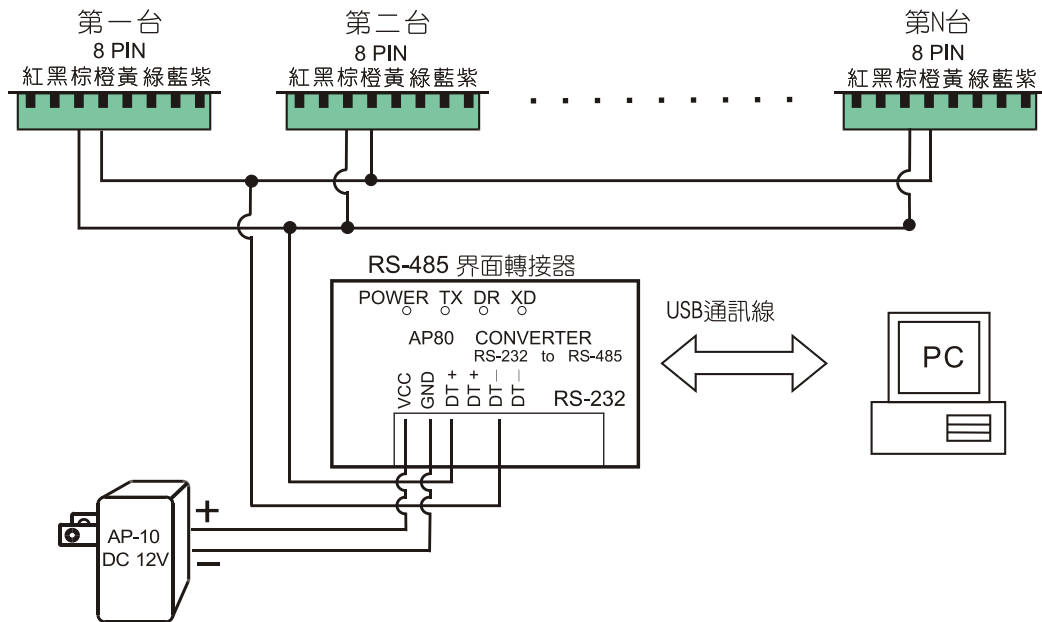 第一台
8 PIN
紅黑棕橙黃綠藍紫
第二台
8 PIN
紅黑棕橙黃綠藍紫
第N台
8 PIN
紅黑棕橙黃綠藍紫
RS-485 界面轉接器
POWER TX DR XD
AP80 CONVERTER
RS-232 to RS-485
VCC
GND
DT+
DT+
DT−
DT−
RS-232
USB通訊線
PC
AP-10
DC 12V
+
−